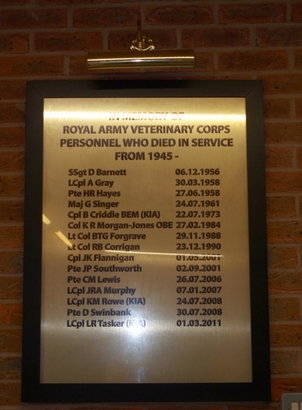 IN MEMORY OF
ROYAL ARMY VETERINARY CORPS
PERSONNEL WHO DIED IN SERVICE
FROM 1945 -
SSgt D Barnett 06.12.1956
LCpl A Gray 30.03.1958
Pte HR Hayes 27.06.1958
Maj G Singer 24.07.1961
Cpl B Criddle BEM (KIA) 22.07.1973
Col K R Morgan-Jones OBE 27.02.1984
Lt Col BTG Forgrave 29.11.1988
Lt Col RB Corrigan 23.12.1990
Cpl JK Flannigan 01.05.2001
Pte JP Southworth 02.09.2001
Pte CM Lewis 26.07.2006
LCpl JRA Murphy 07.01.2007
LCpl KM Rowe (KIA) 24.07.2008
Pte D Swinbank 30.07.2008
LCpl LR Tasker (KIA) 01.03.2011